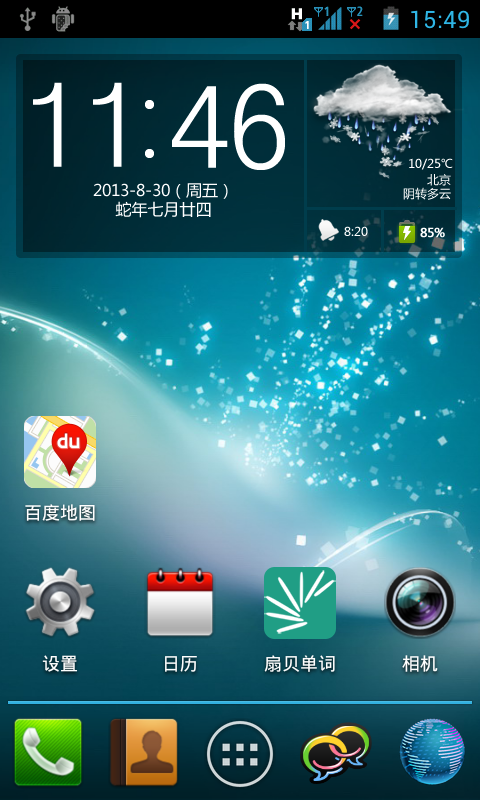 H 1 1 2 15:49
11:46
2013-8-30（周五）
蛇年七月廿四
10/25℃
北京
阴转多云
8:20
85%
du
百度地图
设置 日历 扇贝单词 相机